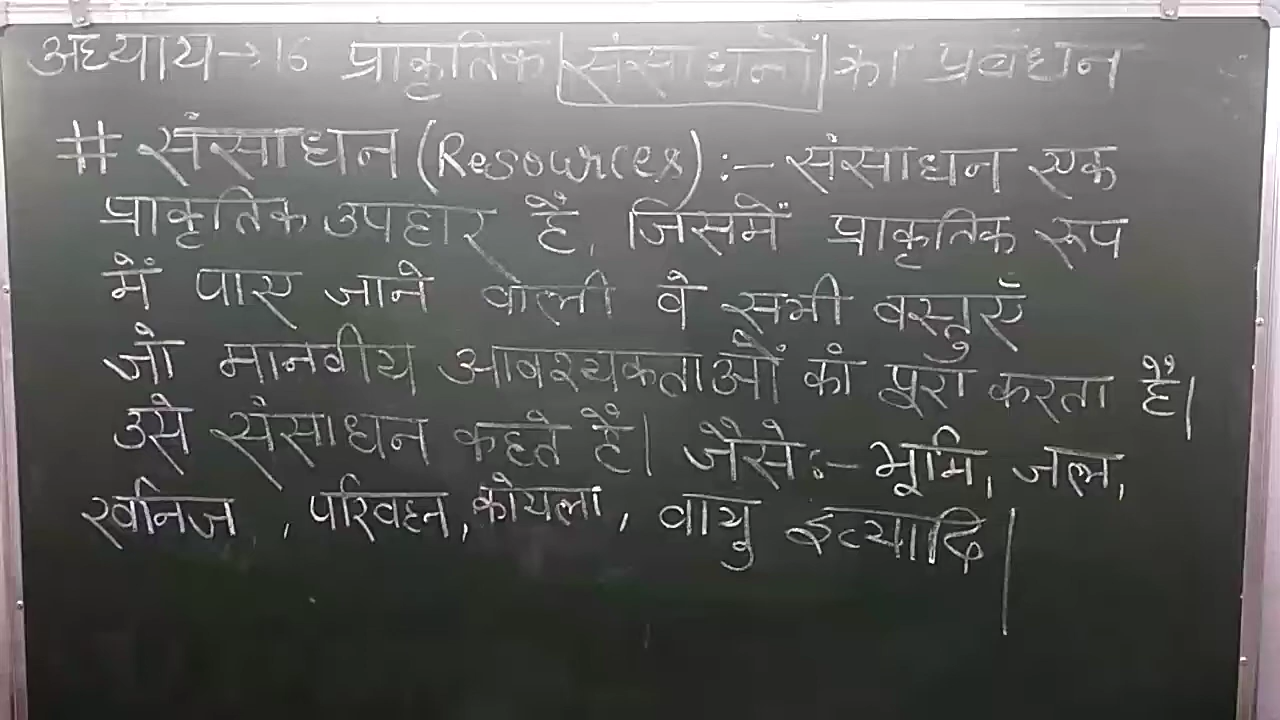 अध्याय→16 प्राकृतिक संसाधनों का प्रबंधन
# संसाधन (Resources) :- संसाधन एक
प्राकृतिक उपहार है, जिसमें प्राकृतिक रूप
में पाए जाने वाली वे सभी वस्तुएँ
जो मानवीय आवश्यकताओं को पूरा करता है।
उसे संसाधन कहते हैं। जैसे:- भूमि, जल,
खनिज , परिवहन, कोयला, वायु इत्यादि।